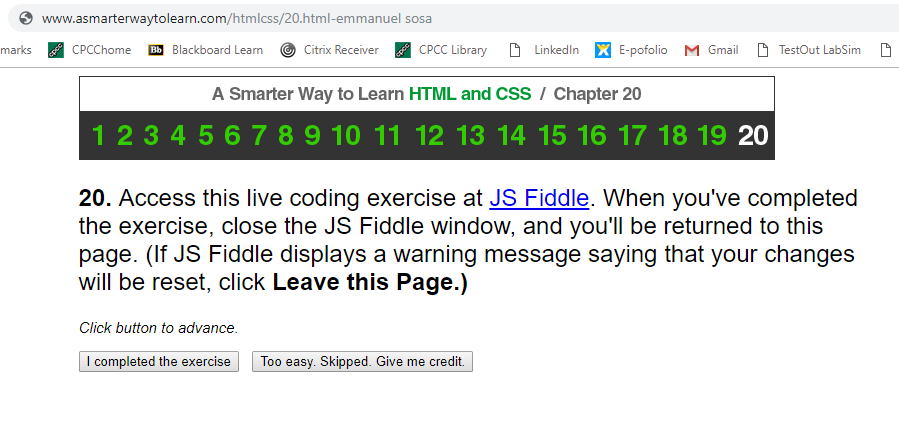 www.asmarterwaytolearn.com/htmlcss/20.html-emmanuel sosa
marks CPCChome Bb Blackboard Learn Citrix Receiver CPCC Library LinkedIn E-pofolio Gmail TestOut LabSim
A Smarter Way to Learn HTML and CSS / Chapter 20
1 2 3 4 5 6 7 8 9 10 11 12 13 14 15 16 17 18 19 20
20. Access this live coding exercise at JS Fiddle. When you've completed
the exercise, close the JS Fiddle window, and you'll be returned to this
page. (If JS Fiddle displays a warning message saying that your changes
will be reset, click Leave this Page.)
Click button to advance.
I completed the exercise Too easy. Skipped. Give me credit.